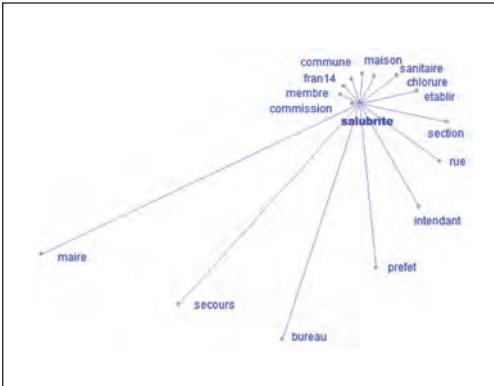 commune
maison
sanitaire
fran14
chlorure
membre
etablir
commission
salubrite
section
rue
intendant
maire
prefet
secours
bureau